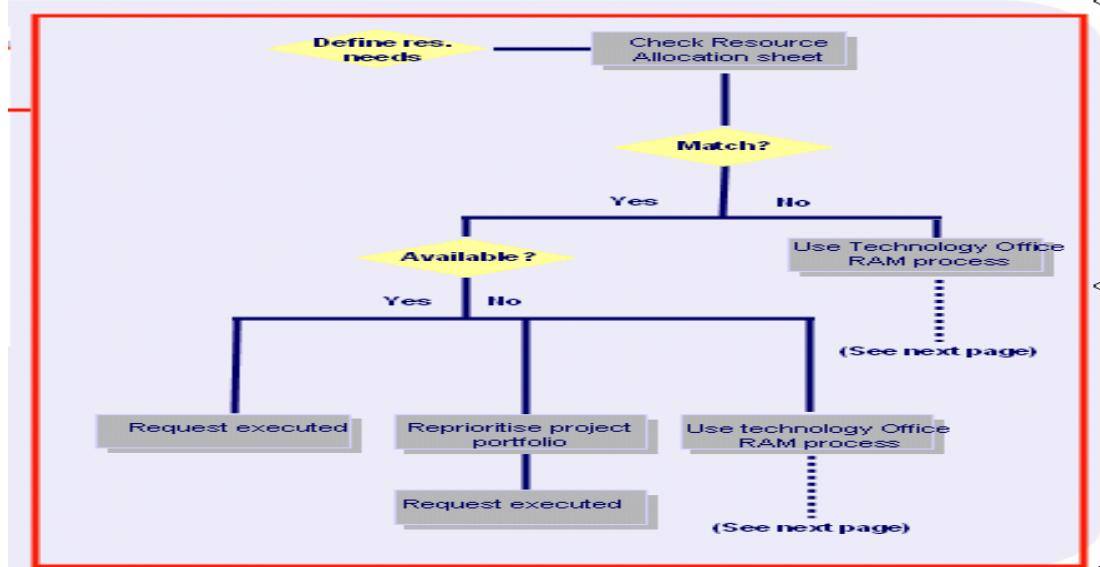 Define res.
needs
Check Resource
Allocation sheet
Match?
Yes
No
Use Technology Office
RAM process
Available?
Yes
No
(See next page)
Request executed
Reprioritise project
portfolio
Use technology Office
RAM process
Request executed
(See next page)